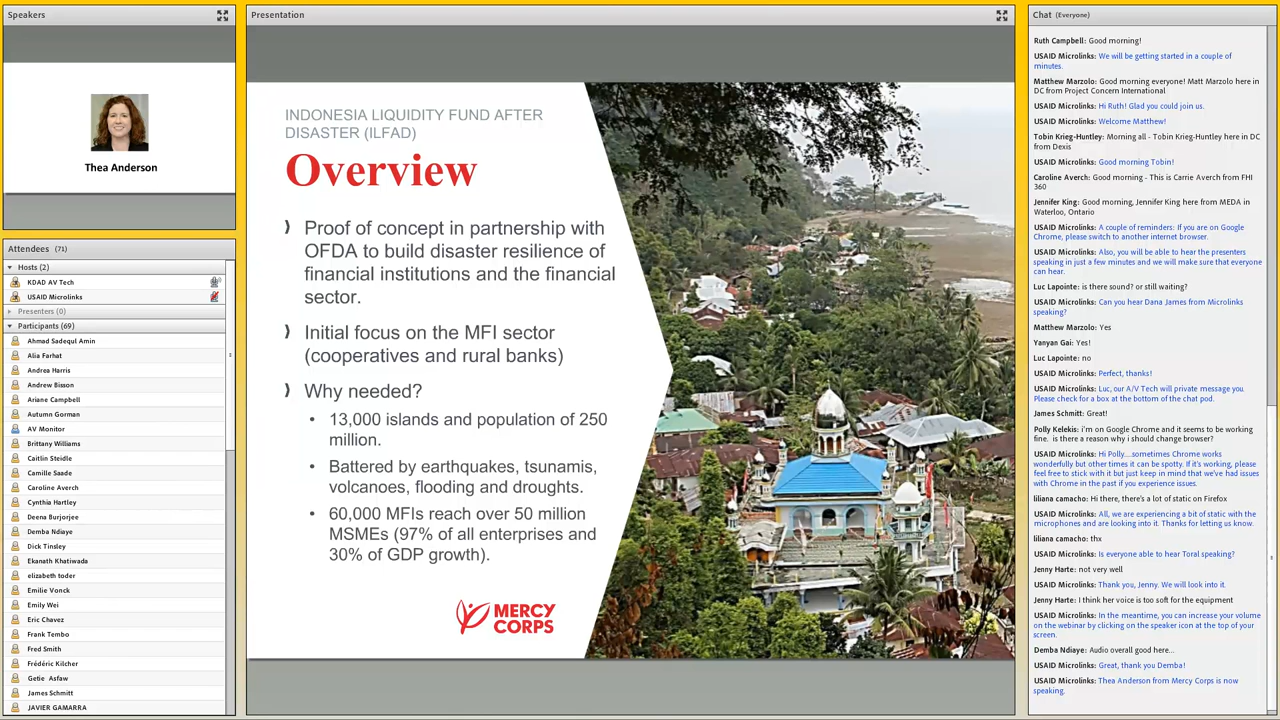 Speakers
Thea Anderson
Attendees (71)
Hosts (2)
KDAD AV Tech
USAID Microlinks
Presenters (0)
Participants (69)
Ahmad Sadequl Amin
Alia Farhat
Andrea Harris
Andrew Bisson
Ariane Campbell
Autumn Gorman
AV Monitor
Brittany Williams
Caitlin Steidle
Camille Saade
Caroline Averch
Cynthia Hartley
Deena Burjorjee
Demba Ndiaye
Dick Tinsley
Ekanath Khatiwada
elizabeth toder
Emilie Vonck
Emily Wei
Eric Chavez
Frank Tembo
Fred Smith
Frédéric Kilcher
Getie Asfaw
James Schmitt
JAVIER GAMARRA
Presentation
INDONESIA LIQUIDITY FUND AFTER
DISASTER (ILFAD)
Overview
Proof of concept in partnership with
OFDA to build disaster resilience of
financial institutions and the financial
sector.
Initial focus on the MFI sector
(cooperatives and rural banks)
Why needed?
• 13,000 islands and population of 250
million.
• Battered by earthquakes, tsunamis,
volcanoes, flooding and droughts.
• 60,000 MFIs reach over 50 million
MSMEs (97% of all enterprises and
30% of GDP growth).
MERCY
CORPS
Chat (Everyone)
Ruth Campbell: Good morning!
USAID Microlinks: We will be getting started in a couple of
minutes.
Matthew Marzolo: Good morning everyone! Matt Marzolo here in
DC from Project Concern International
USAID Microlinks: Hi Ruth! Glad you could join us.
USAID Microlinks: Welcome Matthew!
Tobin Krieg-Huntley: Morning all - Tobin Krieg-Huntley here in DC
from Dexis
USAID Microlinks: Good morning Tobin!
Caroline Averch: Good morning - This is Carrie Averch from FHI
360
Jennifer King: Good morning, Jennifer King here from MEDA in
Waterloo, Ontario
USAID Microlinks: A couple of reminders: If you are on Google
Chrome, please switch to another internet browser.
USAID Microlinks: Also, you will be able to hear the presenters
speaking in just a few minutes and we will make sure that everyone
can hear.
Luc Lapointe: is there sound? or still waiting?
USAID Microlinks: Can you hear Dana James from Microlinks
speaking?
Matthew Marzolo: Yes
Yanyan Gai: Yes!
Luc Lapointe: no
USAID Microlinks: Perfect, thanks!
USAID Microlinks: Luc, our A/V Tech will private message you.
Please check for a box at the bottom of the chat pod.
James Schmitt: Great!
Polly Kelekis: i'm on Google Chrome and it seems to be working
fine. is there a reason why i should change browser?
USAID Microlinks: Hi Polly....sometimes Chrome works
wonderfully but other times it can be spotty. If it's working, please
feel free to stick with it but just keep in mind that we've had issues
with Chrome in the past if you experience issues.
liliana camacho: Hi there, there's a lot of static on Firefox
USAID Microlinks: All, we are experiencing a bit of static with the
microphones and are looking into it. Thanks for letting us know.
liliana camacho: thx
USAID Microlinks: Is everyone able to hear Toral speaking?
Jenny Harte: not very well
USAID Microlinks: Thank you, Jenny. We will look into it.
Jenny Harte: I think her voice is too soft for the equipment
USAID Microlinks: In the meantime, you can increase your volume
on the webinar by clicking on the speaker icon at the top of your
screen.
Demba Ndiaye: Audio overall good here...
USAID Microlinks: Great, thank you Demba!
USAID Microlinks: Thea Anderson from Mercy Corps is now
speaking.